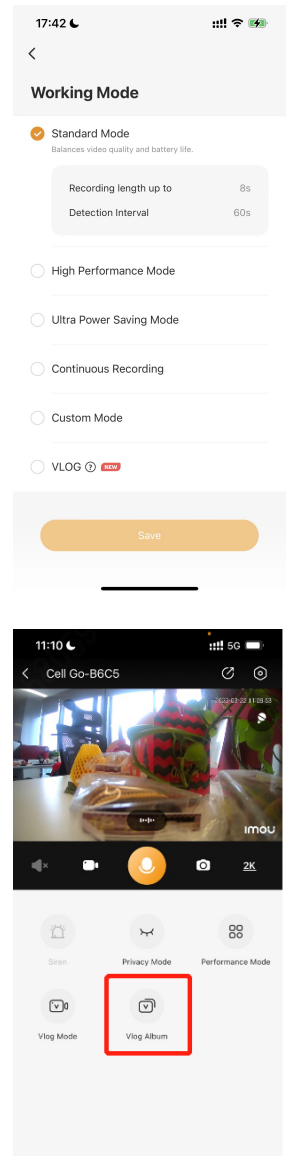 17:42
Working Mode
Standard Mode
Balances video quality and battery life.
Recording length up to 8s
Detection Interval 60s
High Performance Mode
Ultra Power Saving Mode
Continuous Recording
Custom Mode
VLOG ? NEW
Save
11:10 5G
Cell Go-B6C5
imou
2K
Siren
Privacy Mode
Performance Mode
Vlog Mode
Vlog Album